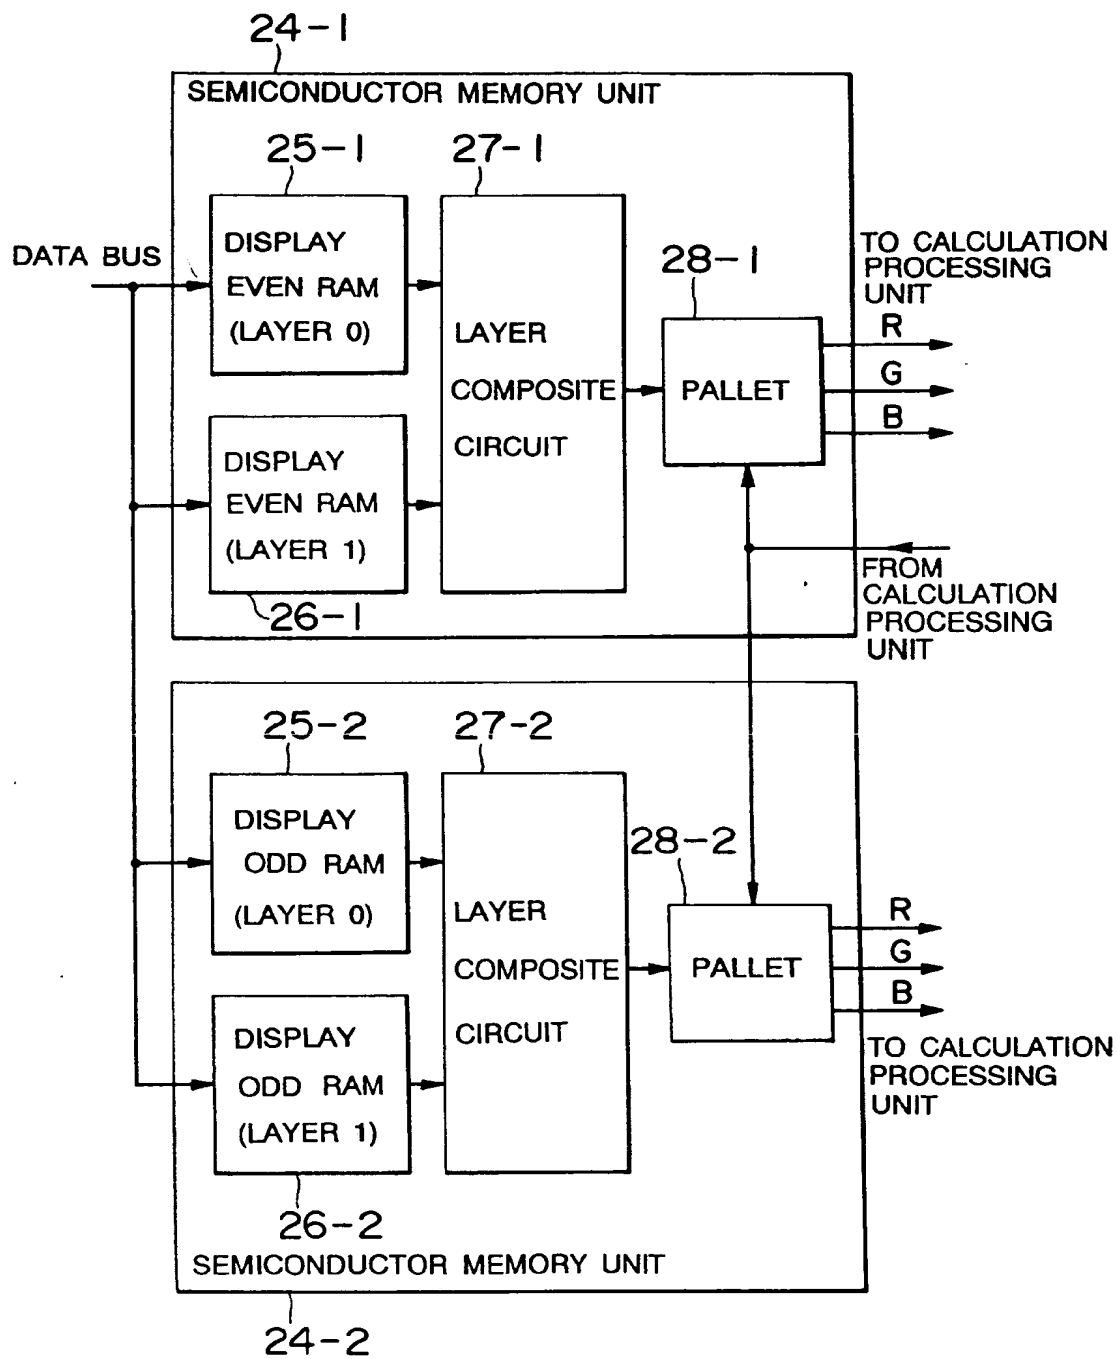 24-1
SEMICONDUCTOR MEMORY UNIT
25-1
27-1
DISPLAY
EVEN RAM
(LAYER 0)
DATA BUS
LAYER
COMPOSITE
CIRCUIT
28-1
PALLET
TO CALCULATION
PROCESSING
UNIT
R
G
B
DISPLAY
EVEN RAM
(LAYER 1)
26-1
FROM
CALCULATION
PROCESSING
UNIT
25-2
27-2
DISPLAY
ODD RAM
(LAYER 0)
LAYER
COMPOSITE
CIRCUIT
28-2
PALLET
R
G
B
TO CALCULATION
PROCESSING
UNIT
DISPLAY
ODD RAM
(LAYER 1)
26-2
SEMICONDUCTOR MEMORY UNIT
24-2